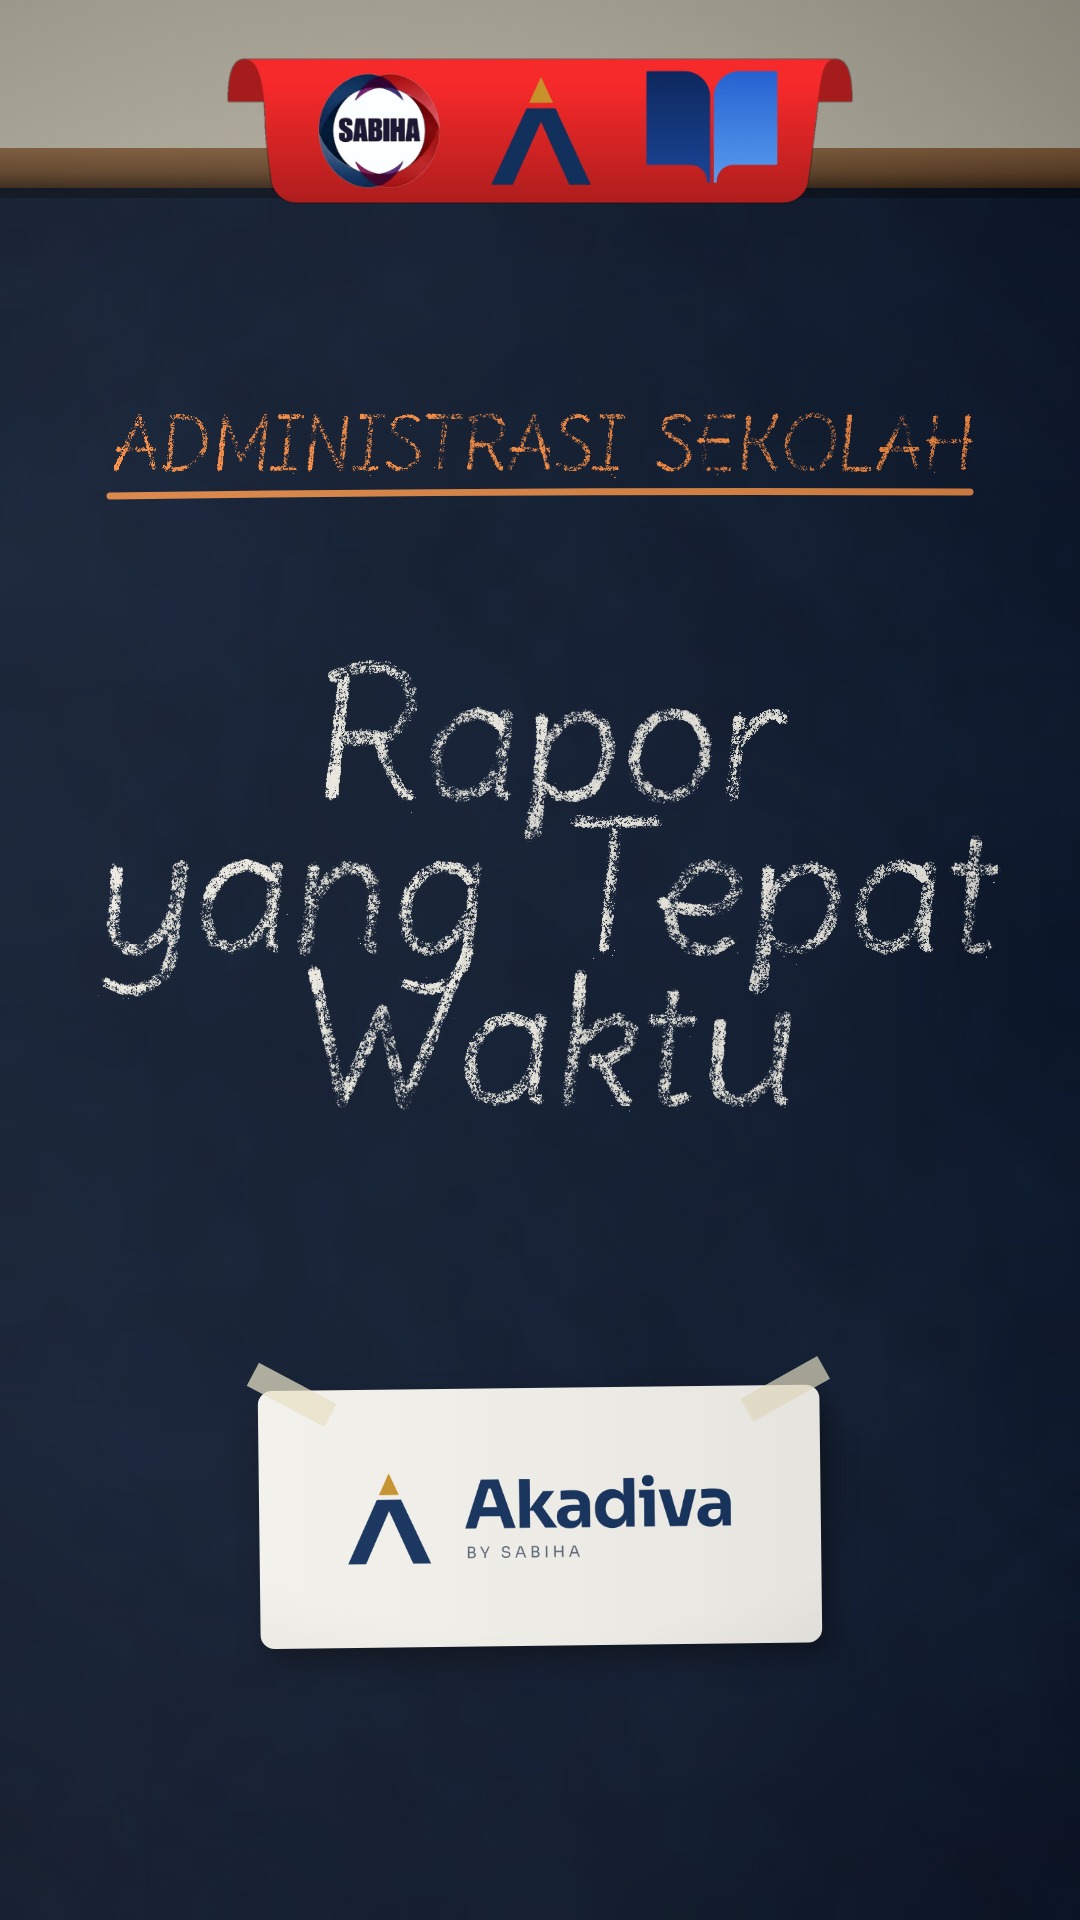 SABIHA
ADMINISTRASI SEKOLAH
Rapor
yang Tepat
Waktu
Akadiva
BY SABIHA